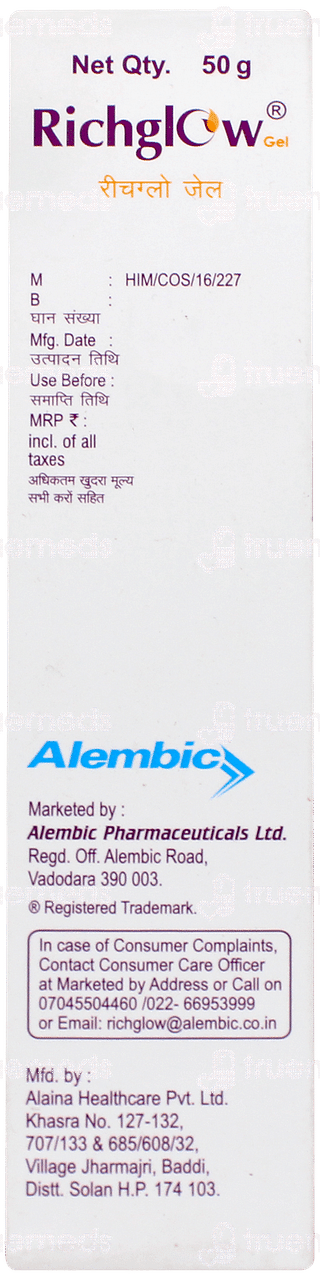 Net Qty. 50 g
Richglow® Gel
रीचग्लो जेल
M : HIM/COS/16/227
B :
घान संख्या
Mfg. Date :
उत्पादन तिथि
Use Before :
समाप्ति तिथि
MRP ₹ :
incl. of all
taxes
अधिकतम खुदरा मूल्य
सभी करों सहित
Alembic
Marketed by :
Alembic Pharmaceuticals Ltd.
Regd. Off. Alembic Road,
Vadodara 390 003.
® Registered Trademark.
In case of Consumer Complaints,
Contact Consumer Care Officer
at Marketed by Address or Call on
07045504460 /022- 66953999
or Email: richglow@alembic.co.in
Mfd. by :
Alaina Healthcare Pvt. Ltd.
Khasra No. 127-132,
707/133 & 685/608/32,
Village Jharmajri, Baddi,
Distt. Solan H.P. 174 103.